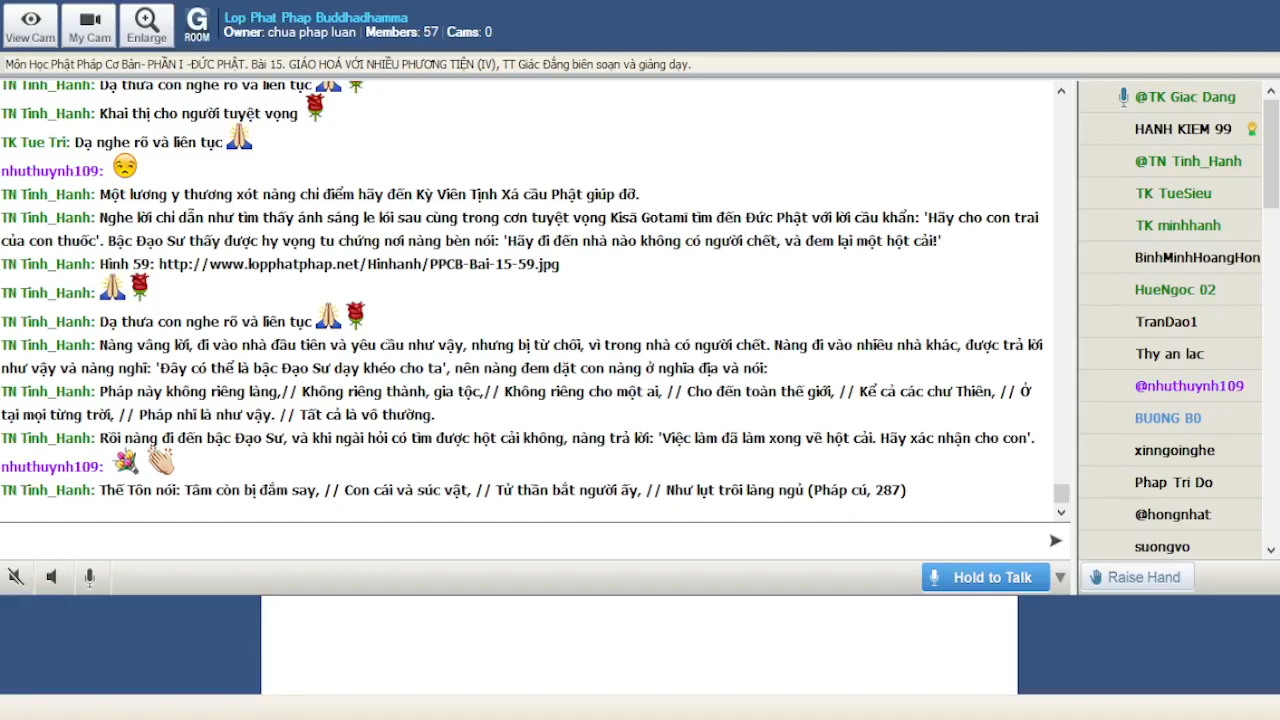 View Cam
My Cam
Enlarge
G
ROOM
Lop Phat Phap Buddhadhamma
Owner: chua phap luan | Members: 57 | Cams: 0
Môn Học Phật Pháp Cơ Bản- PHẦN I -ĐỨC PHẬT. Bài 15. GIÁO HOÁ VỚI NHIỀU PHƯƠNG TIỆN (IV), TT Giác Đẳng biên soạn và giảng dạy.
TN Tinh_Hanh: Dạ thưa con nghe rõ và liên tục
TN Tinh_Hanh: Khai thị cho người tuyệt vọng
TK Tue Tri: Dạ nghe rõ và liên tục
nhuthuynh109:
TN Tinh_Hanh: Một lương y thương xót nàng chỉ điểm hãy đến Kỳ Viên Tịnh Xá cầu Phật giúp đỡ.
TN Tinh_Hanh: Nghe lời chỉ dẫn như tìm thấy ánh sáng le lói sau cùng trong cơn tuyệt vọng Kisā Gotamī tìm đến Đức Phật với lời cầu khẩn: 'Hãy cho con trai
của con thuốc'. Bậc Đạo Sư thấy được hy vọng tu chứng nơi nàng bèn nói: 'Hãy đi đến nhà nào không có người chết, và đem lại một hột cải!'
TN Tinh_Hanh: Hình 59: http://www.lopphatphap.net/Hinhanh/PPCB-Bai-15-59.jpg
TN Tinh_Hanh:
TN Tinh_Hanh: Dạ thưa con nghe rõ và liên tục
TN Tinh_Hanh: Nàng vâng lời, đi vào nhà đầu tiên và yêu cầu như vậy, nhưng bị từ chối, vì trong nhà có người chết. Nàng đi vào nhiều nhà khác, được trả lời
như vậy và nàng nghĩ: 'Đây có thể là bậc Đạo Sư dạy khéo cho ta', nên nàng đem dặt con nàng ở nghĩa địa và nói:
TN Tinh_Hanh: Pháp này không riêng làng,// Không riêng thành, gia tộc,// Không riêng cho một ai, // Cho đến toàn thế giới, // Kể cả các chư Thiên, // Ở
tại mọi từng trời, // Pháp nhĩ là như vậy. // Tất cả là vô thường.
TN Tinh_Hanh: Rồi nàng đi đến bậc Đạo Sư, và khi ngài hỏi có tìm được hột cải không, nàng trả lời: 'Việc làm đã làm xong về hột cải. Hãy xác nhận cho con'.
nhuthuynh109:
TN Tinh_Hanh: Thế Tôn nói: Tâm còn bị đắm say, // Con cái và súc vật, // Tử thần bắt người ấy, // Như lụt trôi làng ngủ (Pháp cú, 287)
@TK Giac Dang
HANH KIEM 99
@TN Tinh_Hanh
TK TueSieu
TK minhhanh
BinhMinhHoangHon
HueNgoc 02
TranDao1
Thy an lac
@nhuthuynh109
BU0NG B0
xinngoinghe
Phap Tri Do
@hongnhat
suongvo
Hold to Talk
Raise Hand